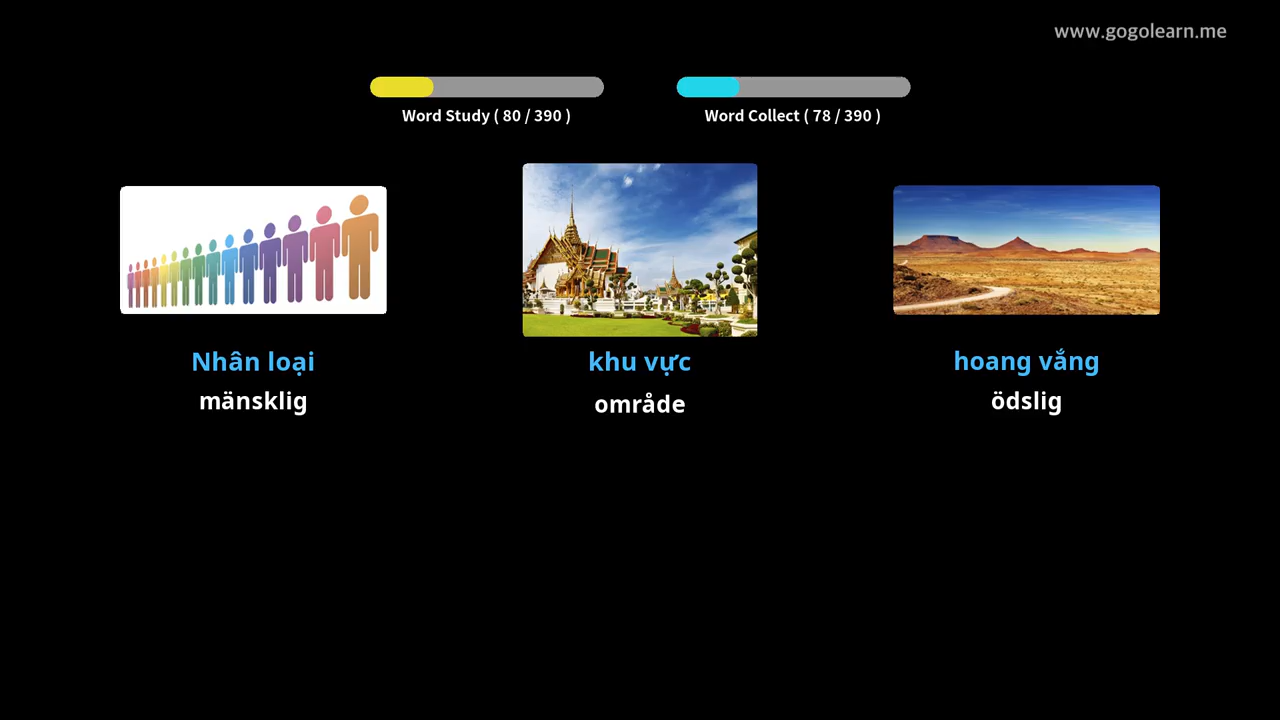 www.gogolearn.me
Word Study ( 80 / 390 )
Word Collect ( 78 / 390 )
Nhân loại
mänsklig
khu vực
område
hoang vắng
ödslig